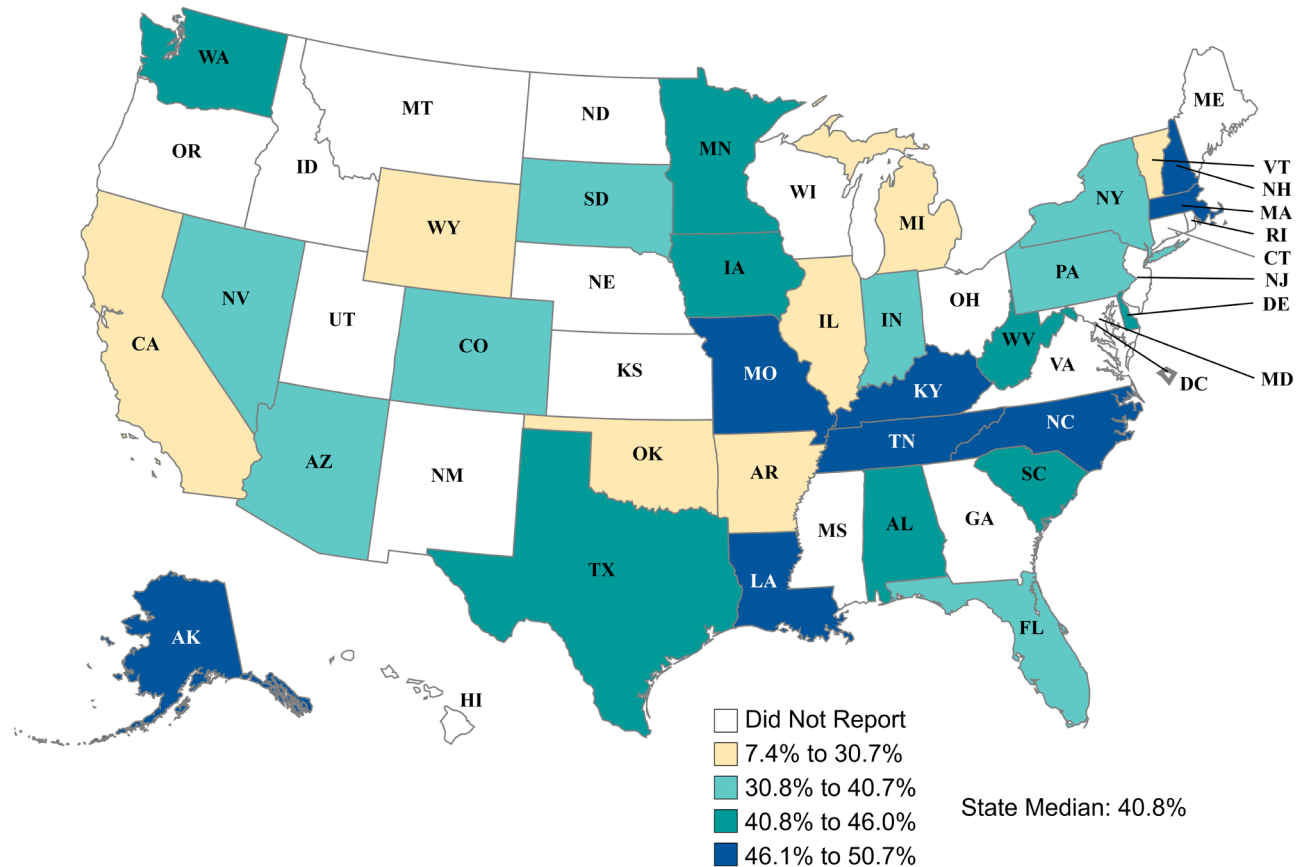 WA
MT
ND
MN
ME
OR
ID
SD
WI
WY
MI
NY
VT
NH
MA
RI
CT
NJ
DE
MD
DC
NE
IA
PA
NV
UT
CO
IL
IN
OH
WV
VA
CA
KS
MO
KY
NC
TN
AZ
NM
OK
AR
SC
MS
AL
GA
TX
LA
FL
AK
HI
Did Not Report
7.4% to 30.7%
30.8% to 40.7%
40.8% to 46.0%
46.1% to 50.7%
State Median: 40.8%